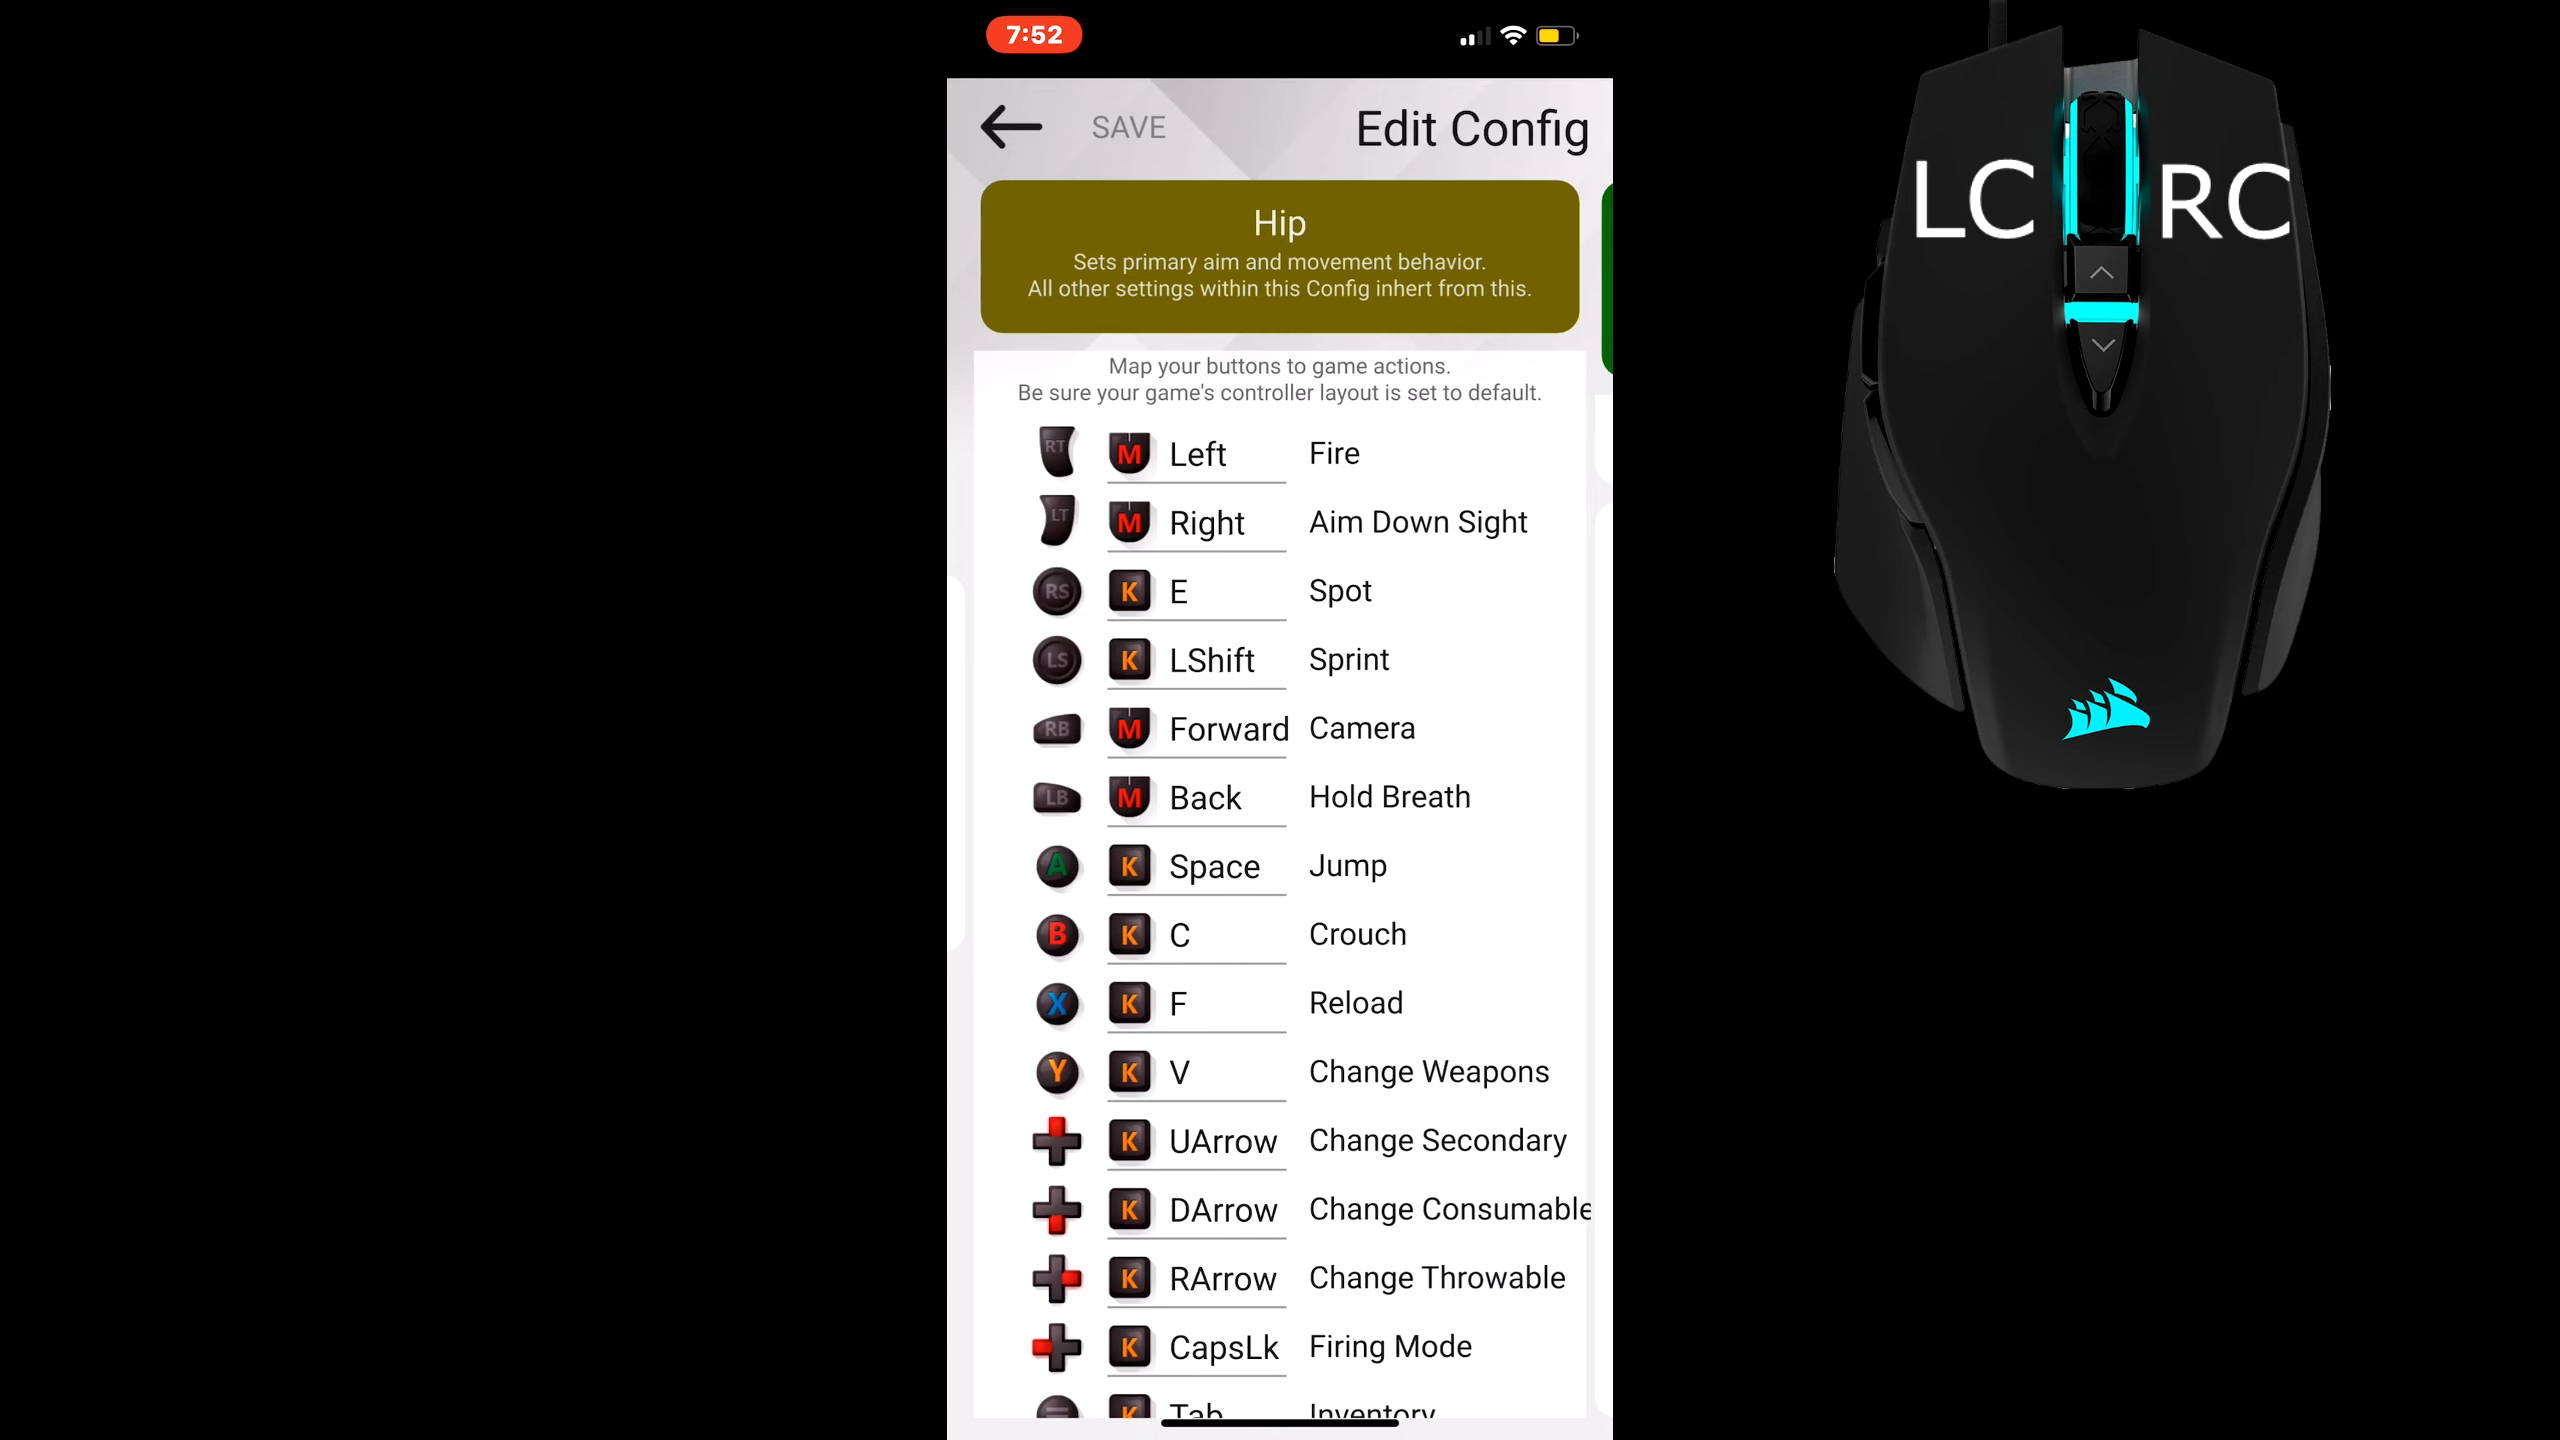 7:52
SAVE
Edit Config
Hip
Sets primary aim and movement behavior.
All other settings within this Config inhert from this.
Map your buttons to game actions.
Be sure your game's controller layout is set to default.
RT M Left Fire
LT M Right Aim Down Sight
RS K E Spot
LS K LShift Sprint
RB M Forward Camera
LB M Back Hold Breath
A K Space Jump
B K C Crouch
X K F Reload
Y K V Change Weapons
K UArrow Change Secondary
K DArrow Change Consumable
K RArrow Change Throwable
K CapsLk Firing Mode
K Tab Inventory
LC RC